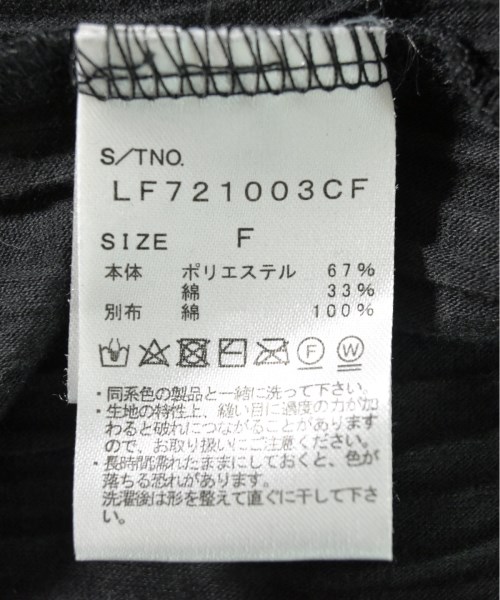 S/TNO.
LF721003CF
SIZE F
本体 ポリエステル 67%
綿 33%
別布 綿 100%
F W
・同系色の製品と一緒に洗って下さい。
・生地の特性上、縫い目に過度の力が加
わると破れにつながることがあります
ので、お取り扱いにご注意ください。
・長時間濡れたままにしておくと、色が
落ちる恐れがあります。
洗濯後は形を整えて直ぐに干して下さ
い。